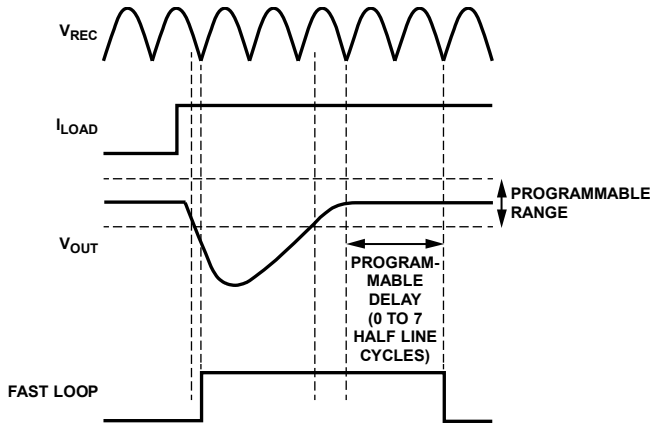 VREC
ILOAD
PROGRAMMABLE
RANGE
VOUT
PROGRAM-
MABLE
DELAY
(0 TO 7
HALF LINE
CYCLES)
FAST LOOP